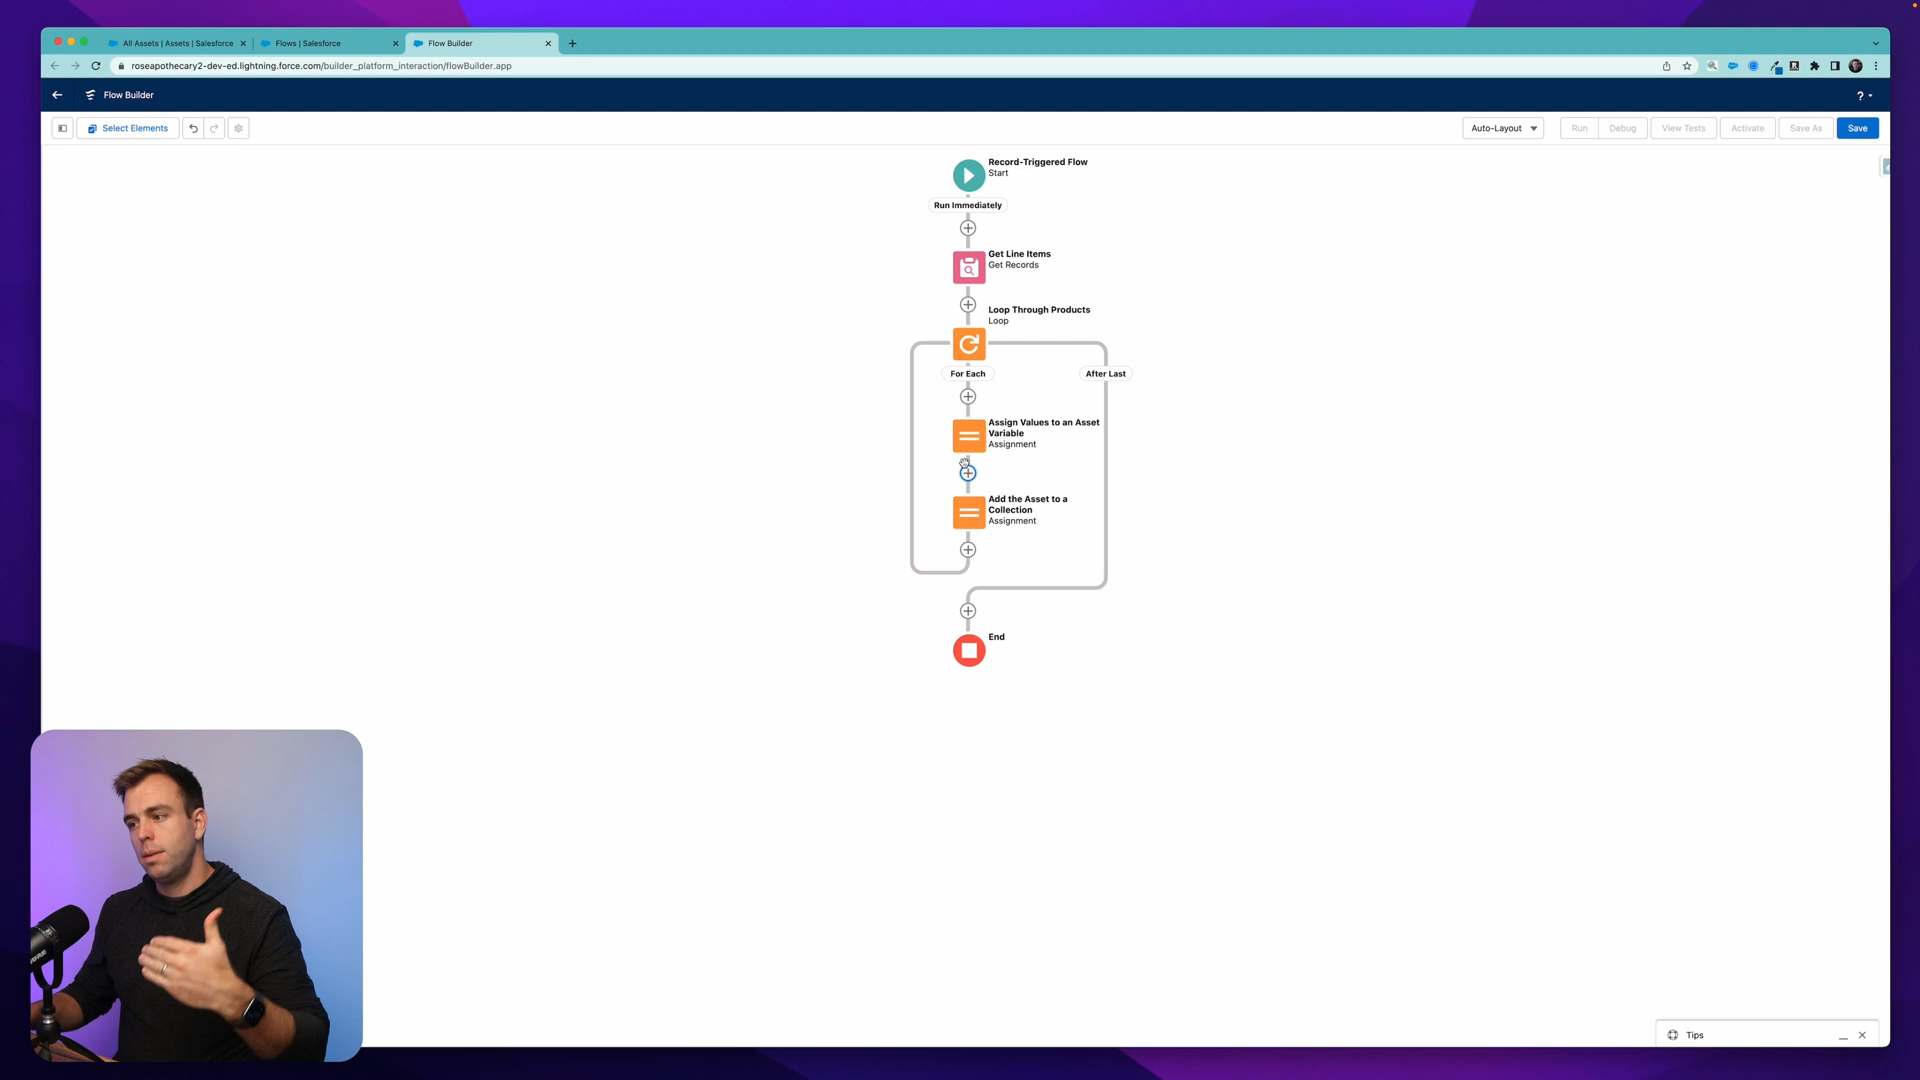 All Assets | Assets | Salesforce
Flows | Salesforce
Flow Builder
roseapothecary2-dev-ed.lightning.force.com/builder_platform_interaction/flowBuilder.app
Flow Builder
?
Select Elements
Auto-Layout
Run
Debug
View Tests
Activate
Save As
Save
Record-Triggered Flow
Start
Run Immediately
Get Line Items
Get Records
Loop Through Products
Loop
For Each
After Last
Assign Values to an Asset
Variable
Assignment
Add the Asset to a
Collection
Assignment
End
Tips